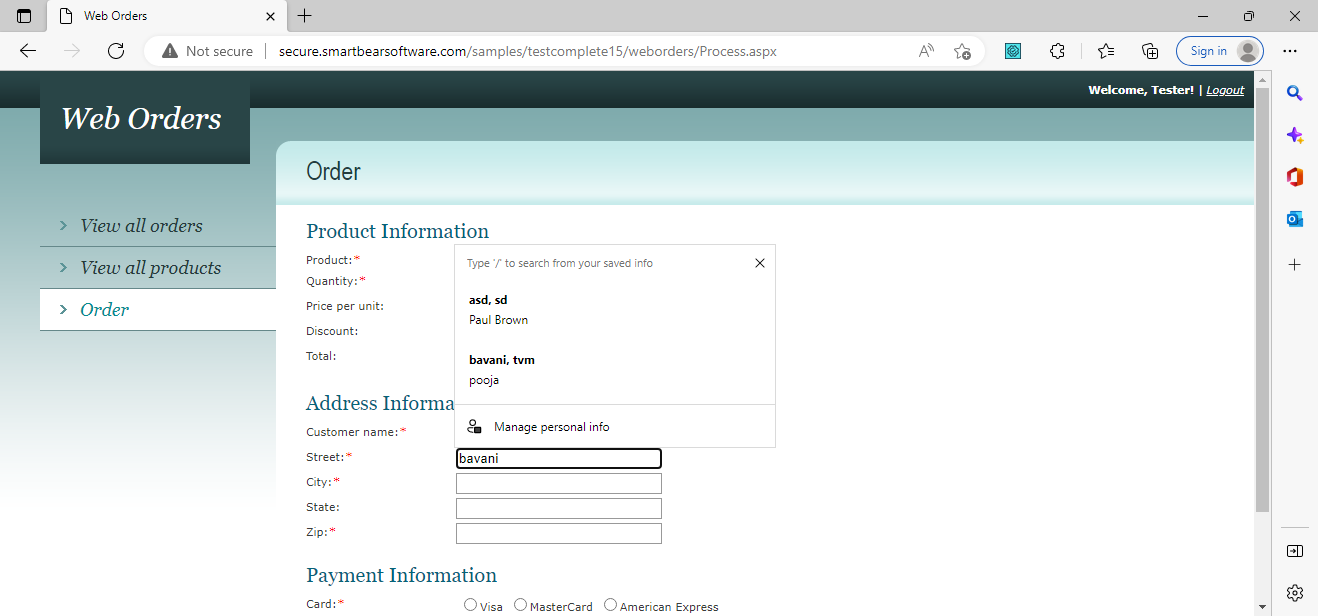 Web Orders
Not secure | secure.smartbearsoftware.com/samples/testcomplete15/weborders/Process.aspx
Sign in
Welcome, Tester! | Logout
Web Orders
Order
View all orders
View all products
Order
Product Information
Product:*
Quantity:*
Price per unit:
Discount:
Total:
Type '/' to search from your saved info
asd, sd
Paul Brown
bavani, tvm
pooja
Manage personal info
Address Informa
Customer name:*
Street:* bavani
City:*
State:
Zip:*
Payment Information
Card:* Visa MasterCard American Express